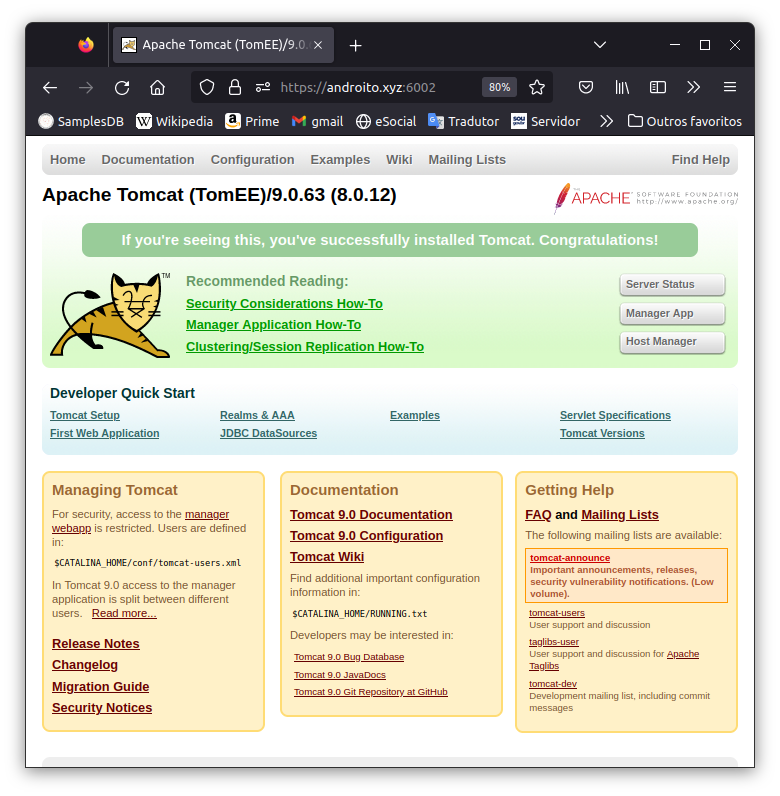 Apache Tomcat (TomEE)/9.0.
https://androito.xyz:6002
80%
SamplesDB
Wikipedia
Prime
gmail
eSocial
Tradutor
Servidor
Outros favoritos
Home
Documentation
Configuration
Examples
Wiki
Mailing Lists
Find Help
Apache Tomcat (TomEE)/9.0.63 (8.0.12)
THE
APACHE
SOFTWARE FOUNDATION
http://www.apache.org/
If you're seeing this, you've successfully installed Tomcat. Congratulations!
TM
Recommended Reading:
Security Considerations How-To
Manager Application How-To
Clustering/Session Replication How-To
Server Status
Manager App
Host Manager
Developer Quick Start
Tomcat Setup
First Web Application
Realms & AAA
JDBC DataSources
Examples
Servlet Specifications
Tomcat Versions
Managing Tomcat
For security, access to the manager
webapp is restricted. Users are defined
in:
$CATALINA_HOME/conf/tomcat-users.xml
In Tomcat 9.0 access to the manager
application is split between different
users. Read more...
Release Notes
Changelog
Migration Guide
Security Notices
Documentation
Tomcat 9.0 Documentation
Tomcat 9.0 Configuration
Tomcat Wiki
Find additional important configuration
information in:
$CATALINA_HOME/RUNNING.txt
Developers may be interested in:
Tomcat 9.0 Bug Database
Tomcat 9.0 JavaDocs
Tomcat 9.0 Git Repository at GitHub
Getting Help
FAQ and Mailing Lists
The following mailing lists are available:
tomcat-announce
Important announcements, releases,
security vulnerability notifications. (Low
volume).
tomcat-users
User support and discussion
taglibs-user
User support and discussion for Apache
Taglibs
tomcat-dev
Development mailing list, including commit
messages